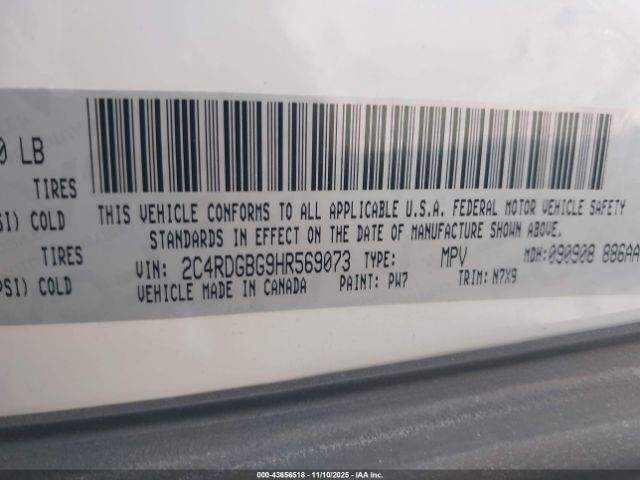 0 LB
TIRES
SI) COLD
TIRES
PSI) COLD
THIS VEHICLE CONFORMS TO ALL APPLICABLE U.S.A. FEDERAL MOTOR VEHICLE SAFETY
STANDARDS IN EFFECT ON THE DATE OF MANUFACTURE SHOWN ABOVE.
VIN: 2C4RDGBG9HR569073 TYPE: MPV MDH: 090908 886AA
VEHICLE MADE IN CANADA PAINT: PW7 TRIM: N7X9
000-43656518 - 11/10/2025 - IAA Inc.